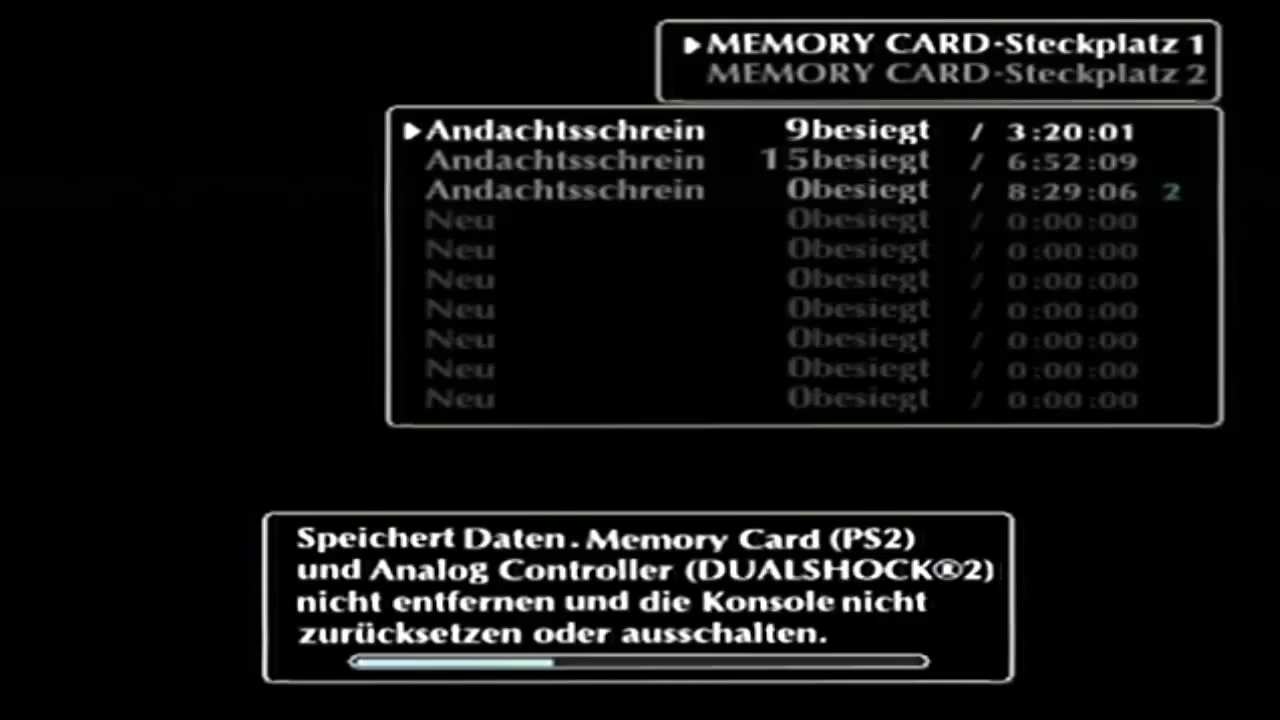 ▶MEMORY CARD·Steckplatz 1
MEMORY CARD·Steckplatz 2
▶Andachtsschrein 9besiegt / 3:20:01
Andachtsschrein 15besiegt / 6:52:09
Andachtsschrein 0besiegt / 8:29:06 2
Neu 0besiegt / 0:00:00
Neu 0besiegt / 0:00:00
Neu 0besiegt / 0:00:00
Neu 0besiegt / 0:00:00
Neu 0besiegt / 0:00:00
Neu 0besiegt / 0:00:00
Neu 0besiegt / 0:00:00
Speichert Daten. Memory Card (PS2)
und Analog Controller (DUALSHOCK®2)
nicht entfernen und die Konsole nicht
zurücksetzen oder ausschalten.